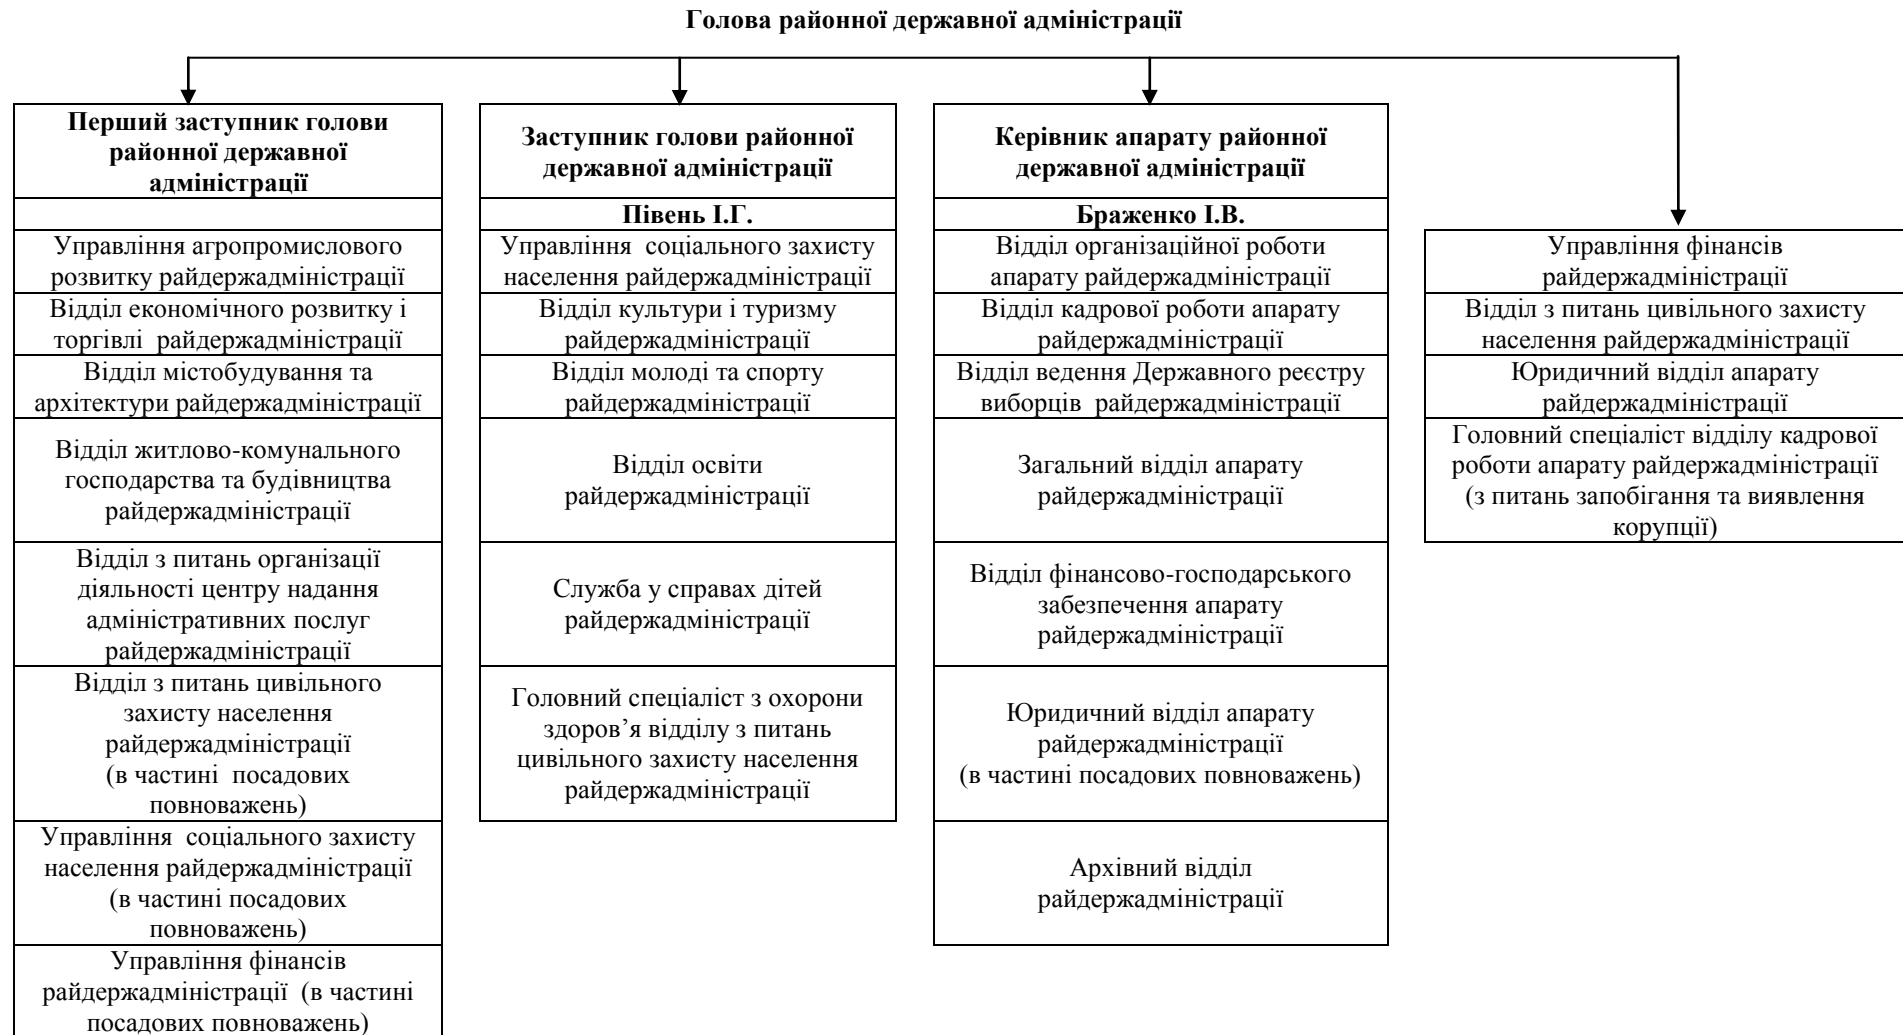 Голова районної державної адміністрації
Перший заступник голови
районної державної
адміністрації
Управління агропромислового
розвитку райдержадміністрації
Відділ економічного розвитку і
торгівлі райдержадміністрації
Відділ містобудування та
архітектури райдержадміністрації
Відділ житлово-комунального
господарства та будівництва
райдержадміністрації
Відділ з питань організації
діяльності центру надання
адміністративних послуг
райдержадміністрації
Відділ з питань цивільного
захисту населення
райдержадміністрації
(в частині посадових
повноважень)
Управління соціального захисту
населення райдержадміністрації
(в частині посадових
повноважень)
Управління фінансів
райдержадміністрації (в частині
посадових повноважень)
Заступник голови районної
державної адміністрації
Півень І.Г.
Управління соціального захисту
населення райдержадміністрації
Відділ культури і туризму
райдержадміністрації
Відділ молоді та спорту
райдержадміністрації
Відділ освіти
райдержадміністрації
Служба у справах дітей
райдержадміністрації
Головний спеціаліст з охорони
здоров’я відділу з питань
цивільного захисту населення
райдержадміністрації
Керівник апарату районної
державної адміністрації
Браженко І.В.
Відділ організаційної роботи
апарату райдержадміністрації
Відділ кадрової роботи апарату
райдержадміністрації
Відділ ведення Державного реєстру
виборців райдержадміністрації
Загальний відділ апарату
райдержадміністрації
Відділ фінансово-господарського
забезпечення апарату
райдержадміністрації
Юридичний відділ апарату
райдержадміністрації
(в частині посадових повноважень)
Архівний відділ
райдержадміністрації
Управління фінансів
райдержадміністрації
Відділ з питань цивільного захисту
населення райдержадміністрації
Юридичний відділ апарату
райдержадміністрації
Головний спеціаліст відділу кадрової
роботи апарату райдержадміністрації
(з питань запобігання та виявлення
корупції)